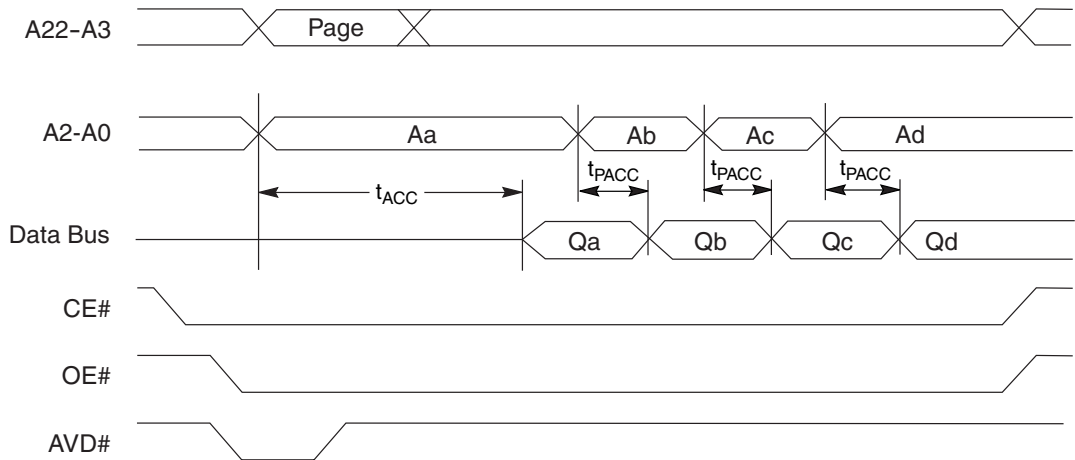 A22–A3 Page
A2-A0 Aa Ab Ac Ad
tACC tPACC tPACC tPACC
Data Bus Qa Qb Qc Qd
CE#
OE#
AVD#